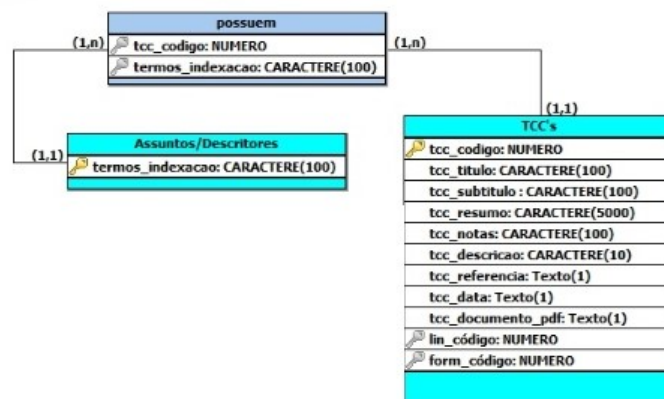 possuem
(1,n)
tcc_codigo: NUMERO
(1,n)
termos_indexacao: CARACTERE(100)
(1,1)
Assuntos/Descritores
(1,1)
termos_indexacao: CARACTERE(100)
TCC's
tcc_codigo: NUMERO
tcc_titulo: CARACTERE(100)
tcc_subtitulo : CARACTERE(100)
tcc_resumo: CARACTERE(5000)
tcc_notas: CARACTERE(100)
tcc_descricao: CARACTERE(10)
tcc_referencia: Texto(1)
tcc_data: Texto(1)
tcc_documento_pdf: Texto(1)
lin_código: NUMERO
form_código: NUMERO